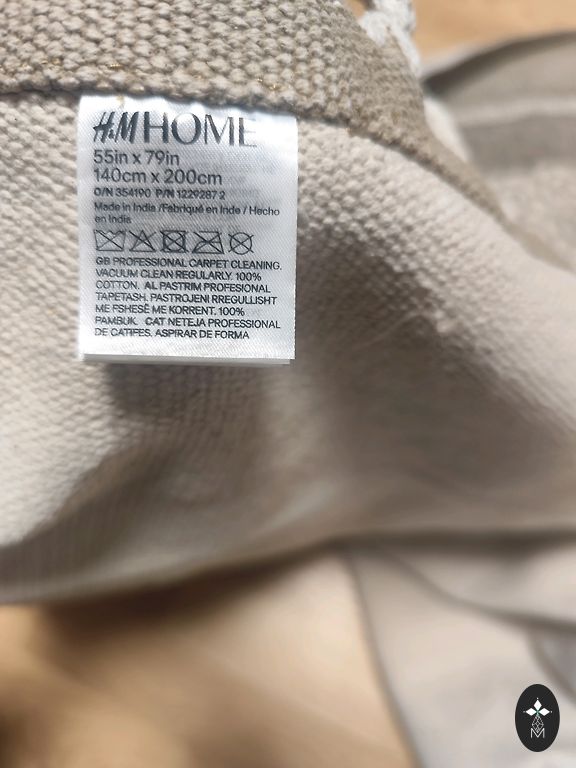 H&M HOME
55in x 79in
140cm x 200cm
O/N 354190 P/N 1229287 2
Made in India /Fabriqué en Inde / Hecho
en India
GB PROFESSIONAL CARPET CLEANING.
VACUUM CLEAN REGULARLY. 100%
COTTON. AL PASTRIM PROFESIONAL
TAPETASH. PASTROJENI RREGULLISHT
ME FSHESË ME KORRENT. 100%
PAMBUK. CAT NETEJA PROFESSIONAL
DE CATIFES. ASPIRAR DE FORMA
M